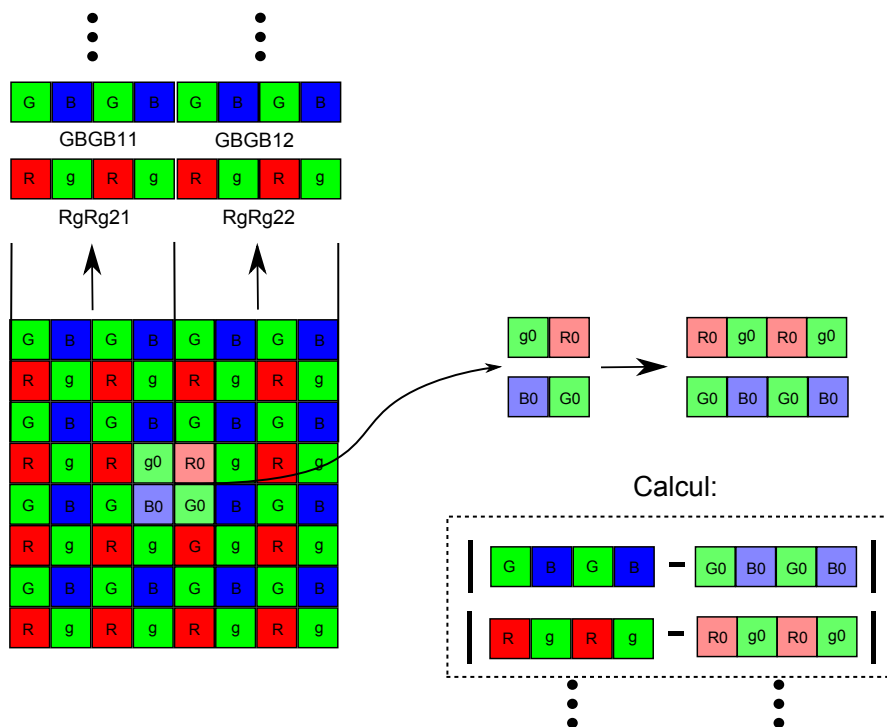 G B G B G B G B
GBGB11 GBGB12
R g R g R g R g
RgRg21 RgRg22
G B G B G B G B
R g R g R g R g
G B G B G B G B
R g R g0 R0 g R g
G B G B0 G0 B G B
R g R g G g R g
G B G B G B G B
R g R g R g R g
g0 R0
B0 G0
R0 g0 R0 g0
G0 B0 G0 B0
Calcul:
| G B G B - G0 B0 G0 B0 |
| R g R g - R0 g0 R0 g0 |